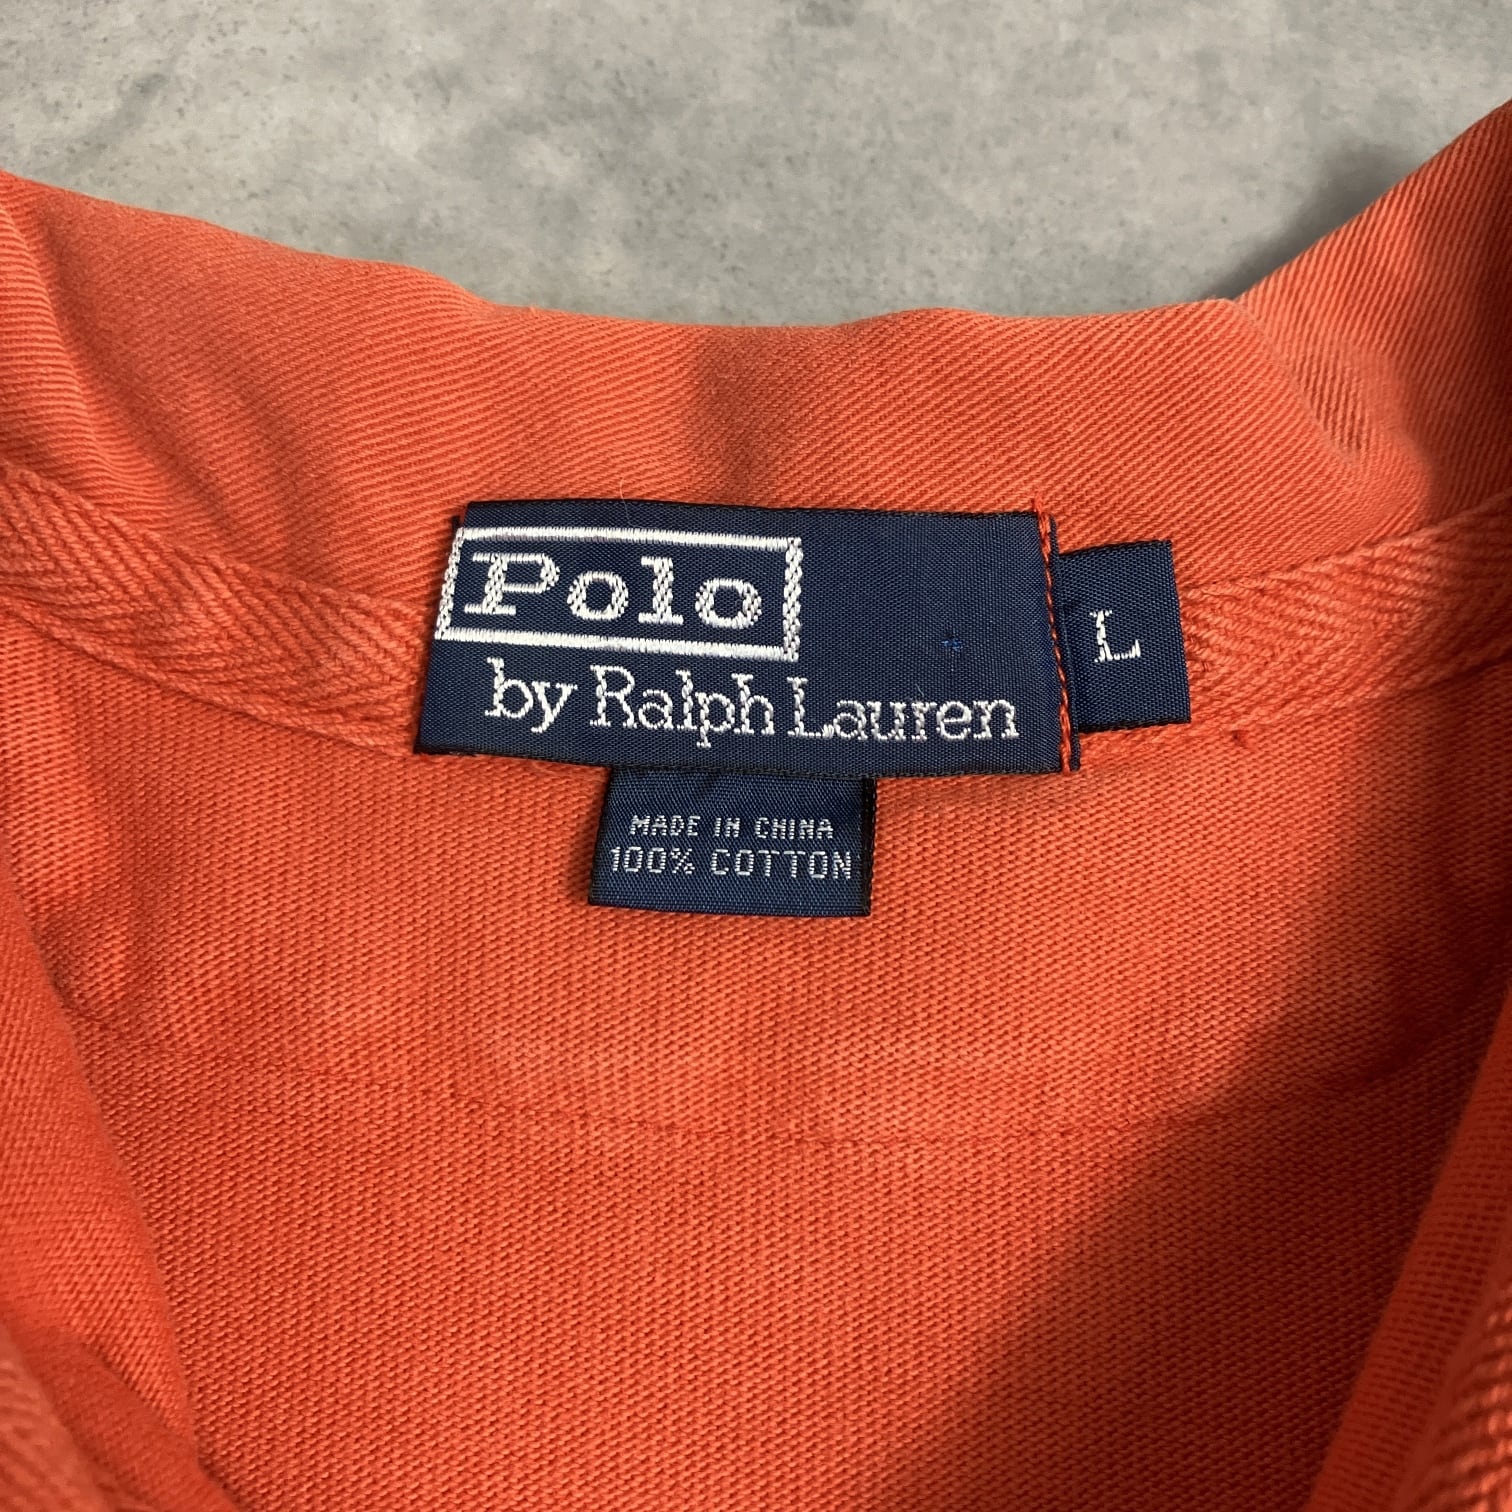 Polo
by Ralph Lauren
L
MADE IN CHINA
100% COTTON